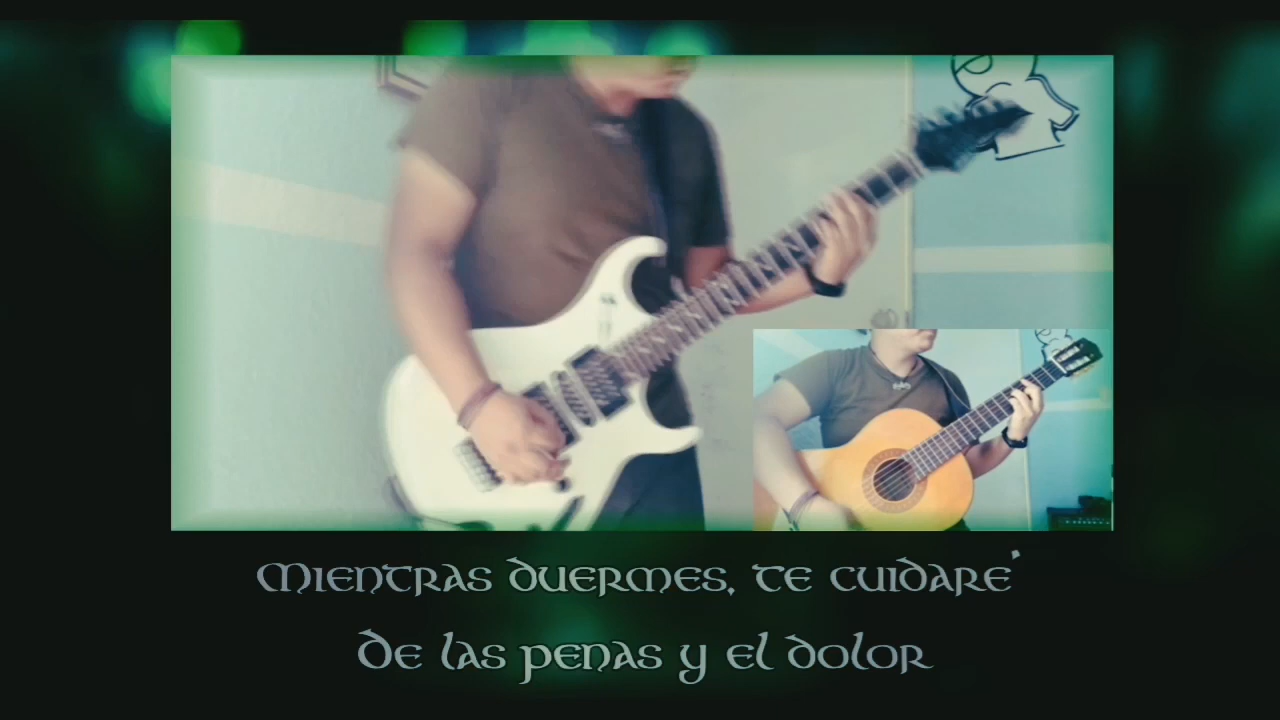 Mientras duermes, te cuidaré
De las penas y el dolor